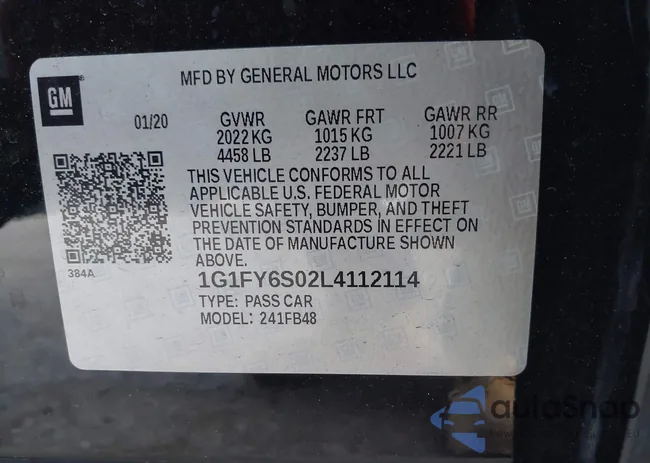 MFD BY GENERAL MOTORS LLC
GM
01/20 GVWR GAWR FRT GAWR RR
2022 KG 1015 KG 1007 KG
4458 LB 2237 LB 2221 LB
THIS VEHICLE CONFORMS TO ALL
APPLICABLE U.S. FEDERAL MOTOR
VEHICLE SAFETY, BUMPER, AND THEFT
PREVENTION STANDARDS IN EFFECT ON
THE DATE OF MANUFACTURE SHOWN
ABOVE.
384A
1G1FY6S02L4112114
TYPE: PASS CAR
MODEL: 241FB48
autoSnap